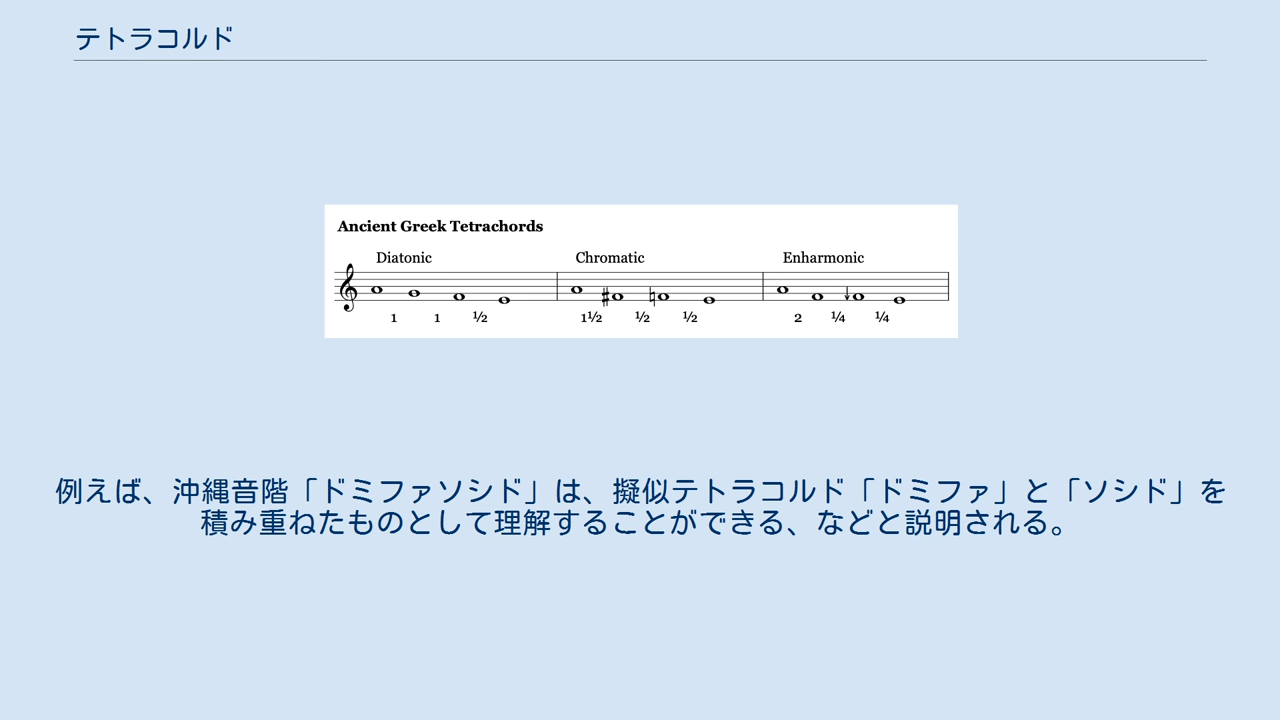 テトラコルド
Ancient Greek Tetrachords
Diatonic Chromatic Enharmonic
1 1 ½ 1½ ½ ½ 2 ¼ ¼
例えば、沖縄音階「ドミファソシド」は、擬似テトラコルド「ドミファ」と「ソシド」を
積み重ねたものとして理解することができる、などと説明される。